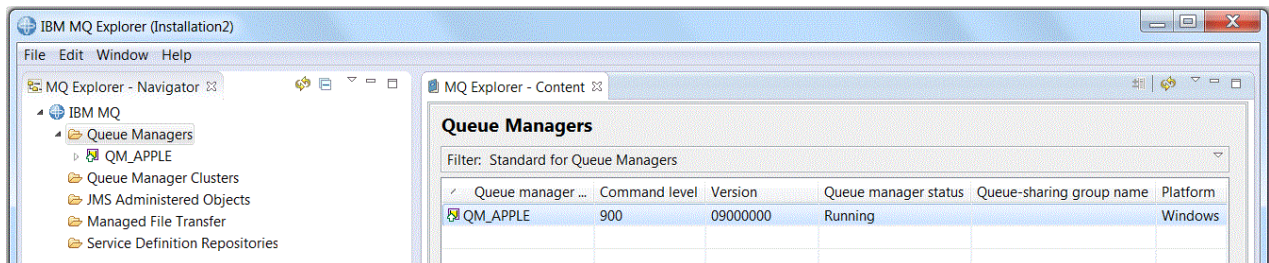 IBM MQ Explorer (Installation2)
File Edit Window Help
MQ Explorer - Navigator
IBM MQ
Queue Managers
QM_APPLE
Queue Manager Clusters
JMS Administered Objects
Managed File Transfer
Service Definition Repositories
MQ Explorer - Content
Queue Managers
Filter: Standard for Queue Managers
Queue manager ... Command level Version Queue manager status Queue-sharing group name Platform
QM_APPLE 900 09000000 Running Windows